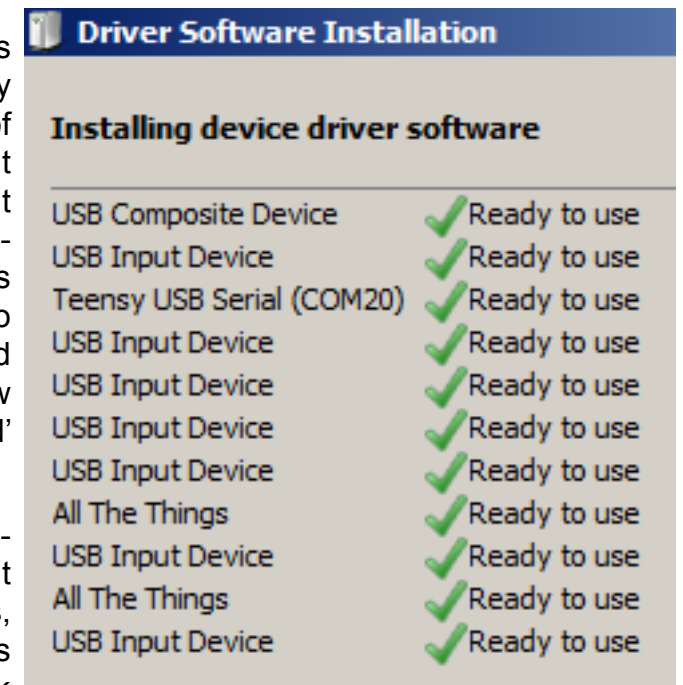 Driver Software Installation
Installing device driver software
USB Composite Device Ready to use
USB Input Device Ready to use
Teensy USB Serial (COM20) Ready to use
USB Input Device Ready to use
USB Input Device Ready to use
USB Input Device Ready to use
USB Input Device Ready to use
All The Things Ready to use
USB Input Device Ready to use
All The Things Ready to use
USB Input Device Ready to use